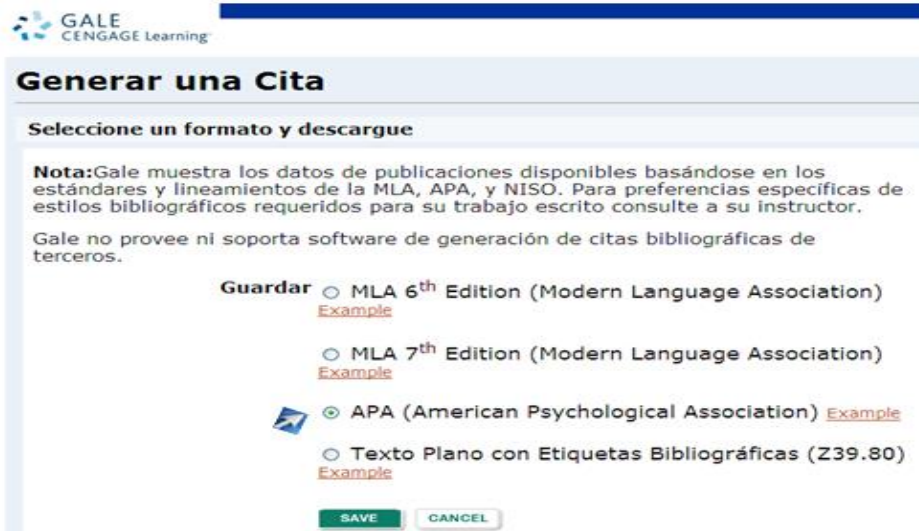 GALE
CENGAGE Learning
Generar una Cita
Seleccione un formato y descargue
Nota:Gale muestra los datos de publicaciones disponibles basándose en los
estándares y lineamientos de la MLA, APA, y NISO. Para preferencias específicas de
estilos bibliográficos requeridos para su trabajo escrito consulte a su instructor.
Gale no provee ni soporta software de generación de citas bibliográficas de
terceros.
Guardar MLA 6th Edition (Modern Language Association)
Example
MLA 7th Edition (Modern Language Association)
Example
APA (American Psychological Association) Example
Texto Plano con Etiquetas Bibliográficas (Z39.80)
Example
SAVE CANCEL